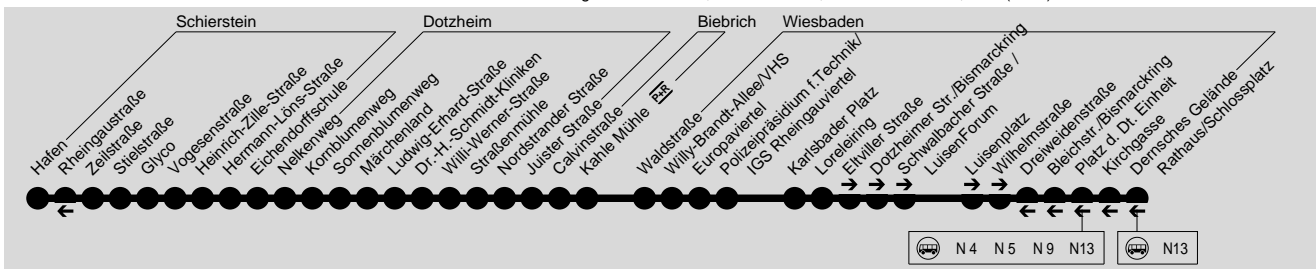 Schierstein
Dotzheim
Biebrich
Wiesbaden
Hafen
Rheingaustraße
Zeilstraße
Stielstraße
Glyco
Vogesenstraße
Heinrich-Zille-Straße
Hermann-Löns-Straße
Eichendorffschule
Nelkenweg
Kornblumenweg
Sonnenblumenweg
Märchenland
Ludwig-Erhard-Straße
Dr.-H.-Schmidt-Kliniken
Willi-Werner-Straße
Straßenmühle
Nordstrander Straße
Juister Straße
Calvinstraße
Kahle Mühle P+R
Waldstraße
Willy-Brandt-Allee/VHS
Europaviertel
Polizeipräsidium f. Technik/
IGS Rheingauviertel
Karlsbader Platz
Loreleiring
Eltviller Straße
Dotzheimer Str./Bismarckring
Schwalbacher Straße /
LuisenForum
Luisenplatz
Wilhelmstraße
Dreiweidenstraße
Bleichstr./Bismarckring
Platz d. Dt. Einheit
Kirchgasse
Dernsches Gelände
Rathaus/Schlossplatz
N 4 N 5 N 9 N13
N13